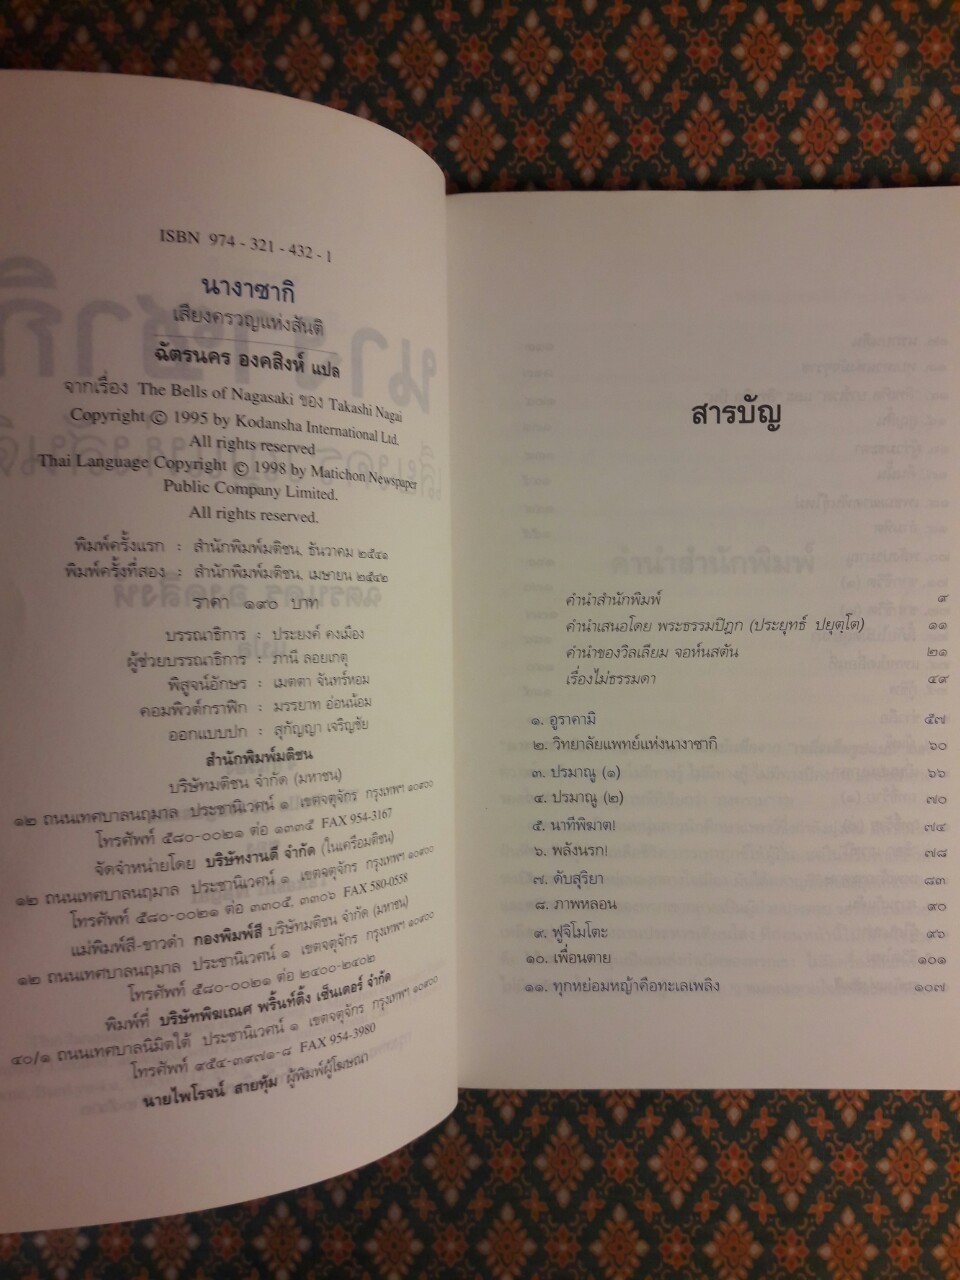 ISBN 974 - 321 - 432 - 1
นางาซากิ
เสียงครวญแห่งสันติ
ฉัตรนคร องคสิงห์ แปล
จากเรื่อง The Bells of Nagasaki ของ Takashi Nagai
Copyright © 1995 by Kodansha International Ltd.
All rights reserved
Thai Language Copyright © 1998 by Matichon Newspaper
Public Company Limited.
All rights reserved.
พิมพ์ครั้งแรก : สำนักพิมพ์มติชน, ธันวาคม ๒๕๔๑
พิมพ์ครั้งที่สอง : สำนักพิมพ์มติชน, เมษายน ๒๕๔๒
ราคา ๑๙๐ บาท
บรรณาธิการ : ประยงค์ คงเมือง
ผู้ช่วยบรรณาธิการ : ภานี ลอยเกตุ
พิสูจน์อักษร : เมตตา จันทร์หอม
คอมพิวต์กราฟิก : มรรยาท อ่อนน้อม
ออกแบบปก : สุกัญญา เจริญชัย
สำนักพิมพ์มติชน
บริษัทมติชน จำกัด (มหาชน)
๑๒ ถนนเทศบาลนฤมาล ประชานิเวศน์ ๑ เขตจตุจักร กรุงเทพฯ ๑๐๙๐๐
โทรศัพท์ ๕๘๐-๐๐๒๑ ต่อ ๑๓๓๕ FAX 954-3167
จัดจำหน่ายโดย บริษัทงานดี จำกัด (ในเครือมติชน)
๑๒ ถนนเทศบาลนฤมาล ประชานิเวศน์ ๑ เขตจตุจักร กรุงเทพฯ ๑๐๙๐๐
โทรศัพท์ ๕๘๐-๐๐๒๑ ต่อ ๓๓๐๕, ๓๓๐๖ FAX 580-0558
แม่พิมพ์สี-ขาวดำ กองพิมพ์สี บริษัทมติชน จำกัด (มหาชน)
๑๒ ถนนเทศบาลนฤมาล ประชานิเวศน์ ๑ เขตจตุจักร กรุงเทพฯ ๑๐๙๐๐
โทรศัพท์ ๕๘๐-๐๐๒๑ ต่อ ๒๔๐๐-๒๔๐๒
พิมพ์ที่ บริษัทพิฆเณศ พริ้นท์ติ้ง เซ็นเตอร์ จำกัด
๔๐/๑ ถนนเทศบาลนิมิตใต้ ประชานิเวศน์ ๑ เขตจตุจักร กรุงเทพฯ ๑๐๙๐๐
โทรศัพท์ ๙๕๔-๓๙๗๑-๘ FAX 954-3980
นายไพโรจน์ สายทุ้ม ผู้พิมพ์ผู้โฆษณา
สารบัญ
คำนำสำนักพิมพ์ ๙
คำนำเสนอโดย พระธรรมปิฎก (ประยุทธ์ ปยุตฺโต) ๑๑
คำนำของวิลเลียม จอห์นสตัน ๒๑
เรื่องไม่ธรรมดา ๔๙
๑. อูราคามิ ๕๗
๒. วิทยาลัยแพทย์แห่งนางาซากิ ๖๐
๓. ปรมาณู (๑) ๖๖
๔. ปรมาณู (๒) ๗๐
๕. นาทีพิฆาต! ๗๔
๖. พลังนรก! ๗๘
๗. ดับสุริยา ๘๓
๘. ภาพหลอน ๙๐
๙. ฟูจิโมโตะ ๙๖
๑๐. เพื่อนตาย ๑๐๑
๑๑. ทุกหย่อมหญ้าคือทะเลเพลิง ๑๐๗